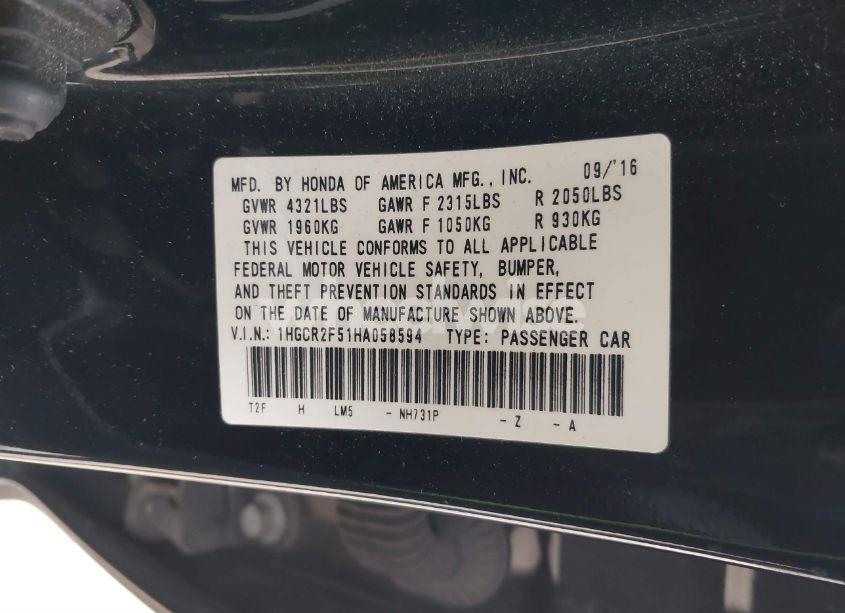 MFD. BY HONDA OF AMERICA MFG., INC. 09/'16
GVWR 4321LBS GAWR F 2315LBS R 2050LBS
GVWR 1960KG GAWR F 1050KG R 930KG
THIS VEHICLE CONFORMS TO ALL APPLICABLE
FEDERAL MOTOR VEHICLE SAFETY, BUMPER,
AND THEFT PREVENTION STANDARDS IN EFFECT
ON THE DATE OF MANUFACTURE SHOWN ABOVE.
V.I.N.: 1HGCR2F51HA058594 TYPE: PASSENGER CAR
T2F H LM5 - NH731P - Z - A